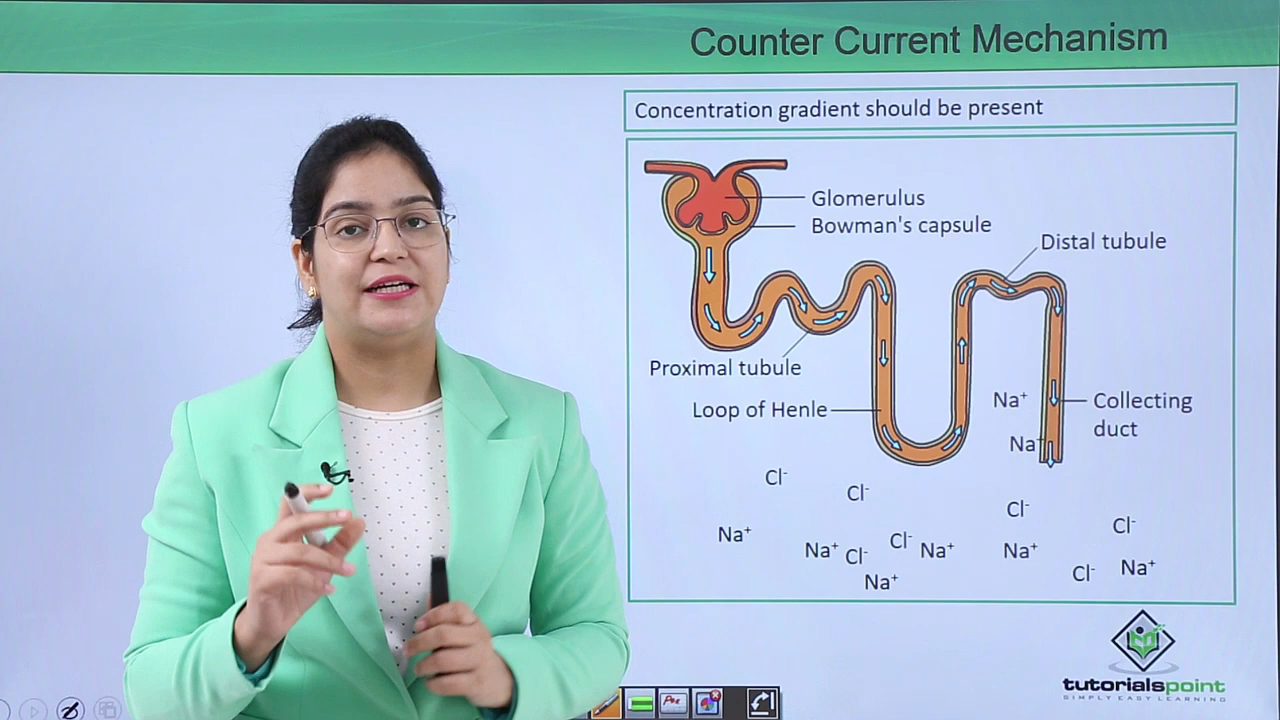 Counter Current Mechanism
Concentration gradient should be present
Glomerulus
Bowman's capsule
Distal tubule
Proximal tubule
Loop of Henle
Na⁺
Collecting
duct
Na⁺
Cl⁻
Cl⁻
Cl⁻
Cl⁻
Na⁺
Na⁺
Cl⁻
Cl⁻
Na⁺
Na⁺
Na⁺
Cl⁻
Na⁺
tutorialspoint
SIMPLY EASY LEARNING